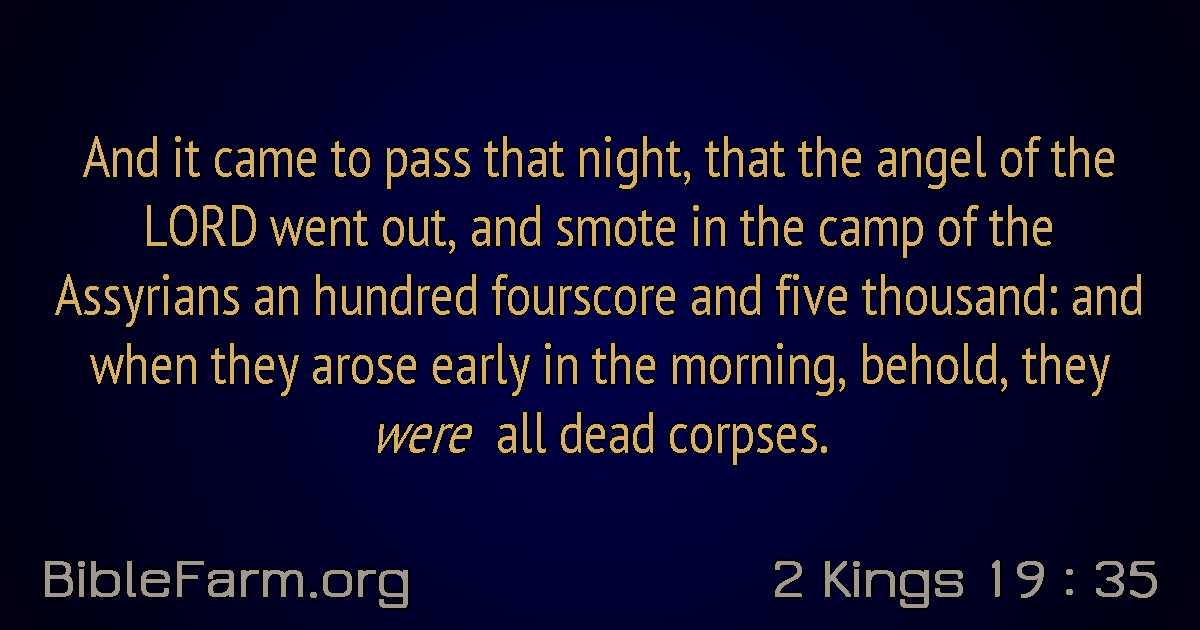 And it came to pass that night, that the angel of the
LORD went out, and smote in the camp of the
Assyrians an hundred fourscore and five thousand: and
when they arose early in the morning, behold, they
were all dead corpses.
BibleFarm.org
2 Kings 19 : 35